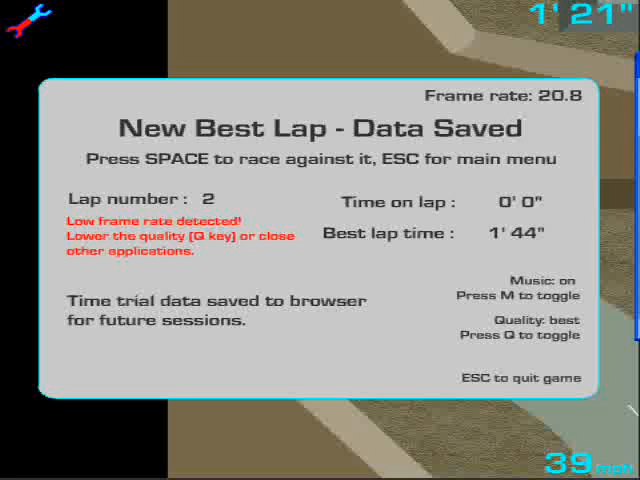 1' 21"
Frame rate: 20.8
New Best Lap - Data Saved
Press SPACE to race against it, ESC for main menu
Lap number : 2
Time on lap : 0' 0"
Low frame rate detected!
Lower the quality [Q key] or close
other applications.
Best lap time : 1' 44"
Music: on
Press M to toggle
Time trial data saved to browser
for future sessions.
Quality: best
Press Q to toggle
ESC to quit game
39 mph